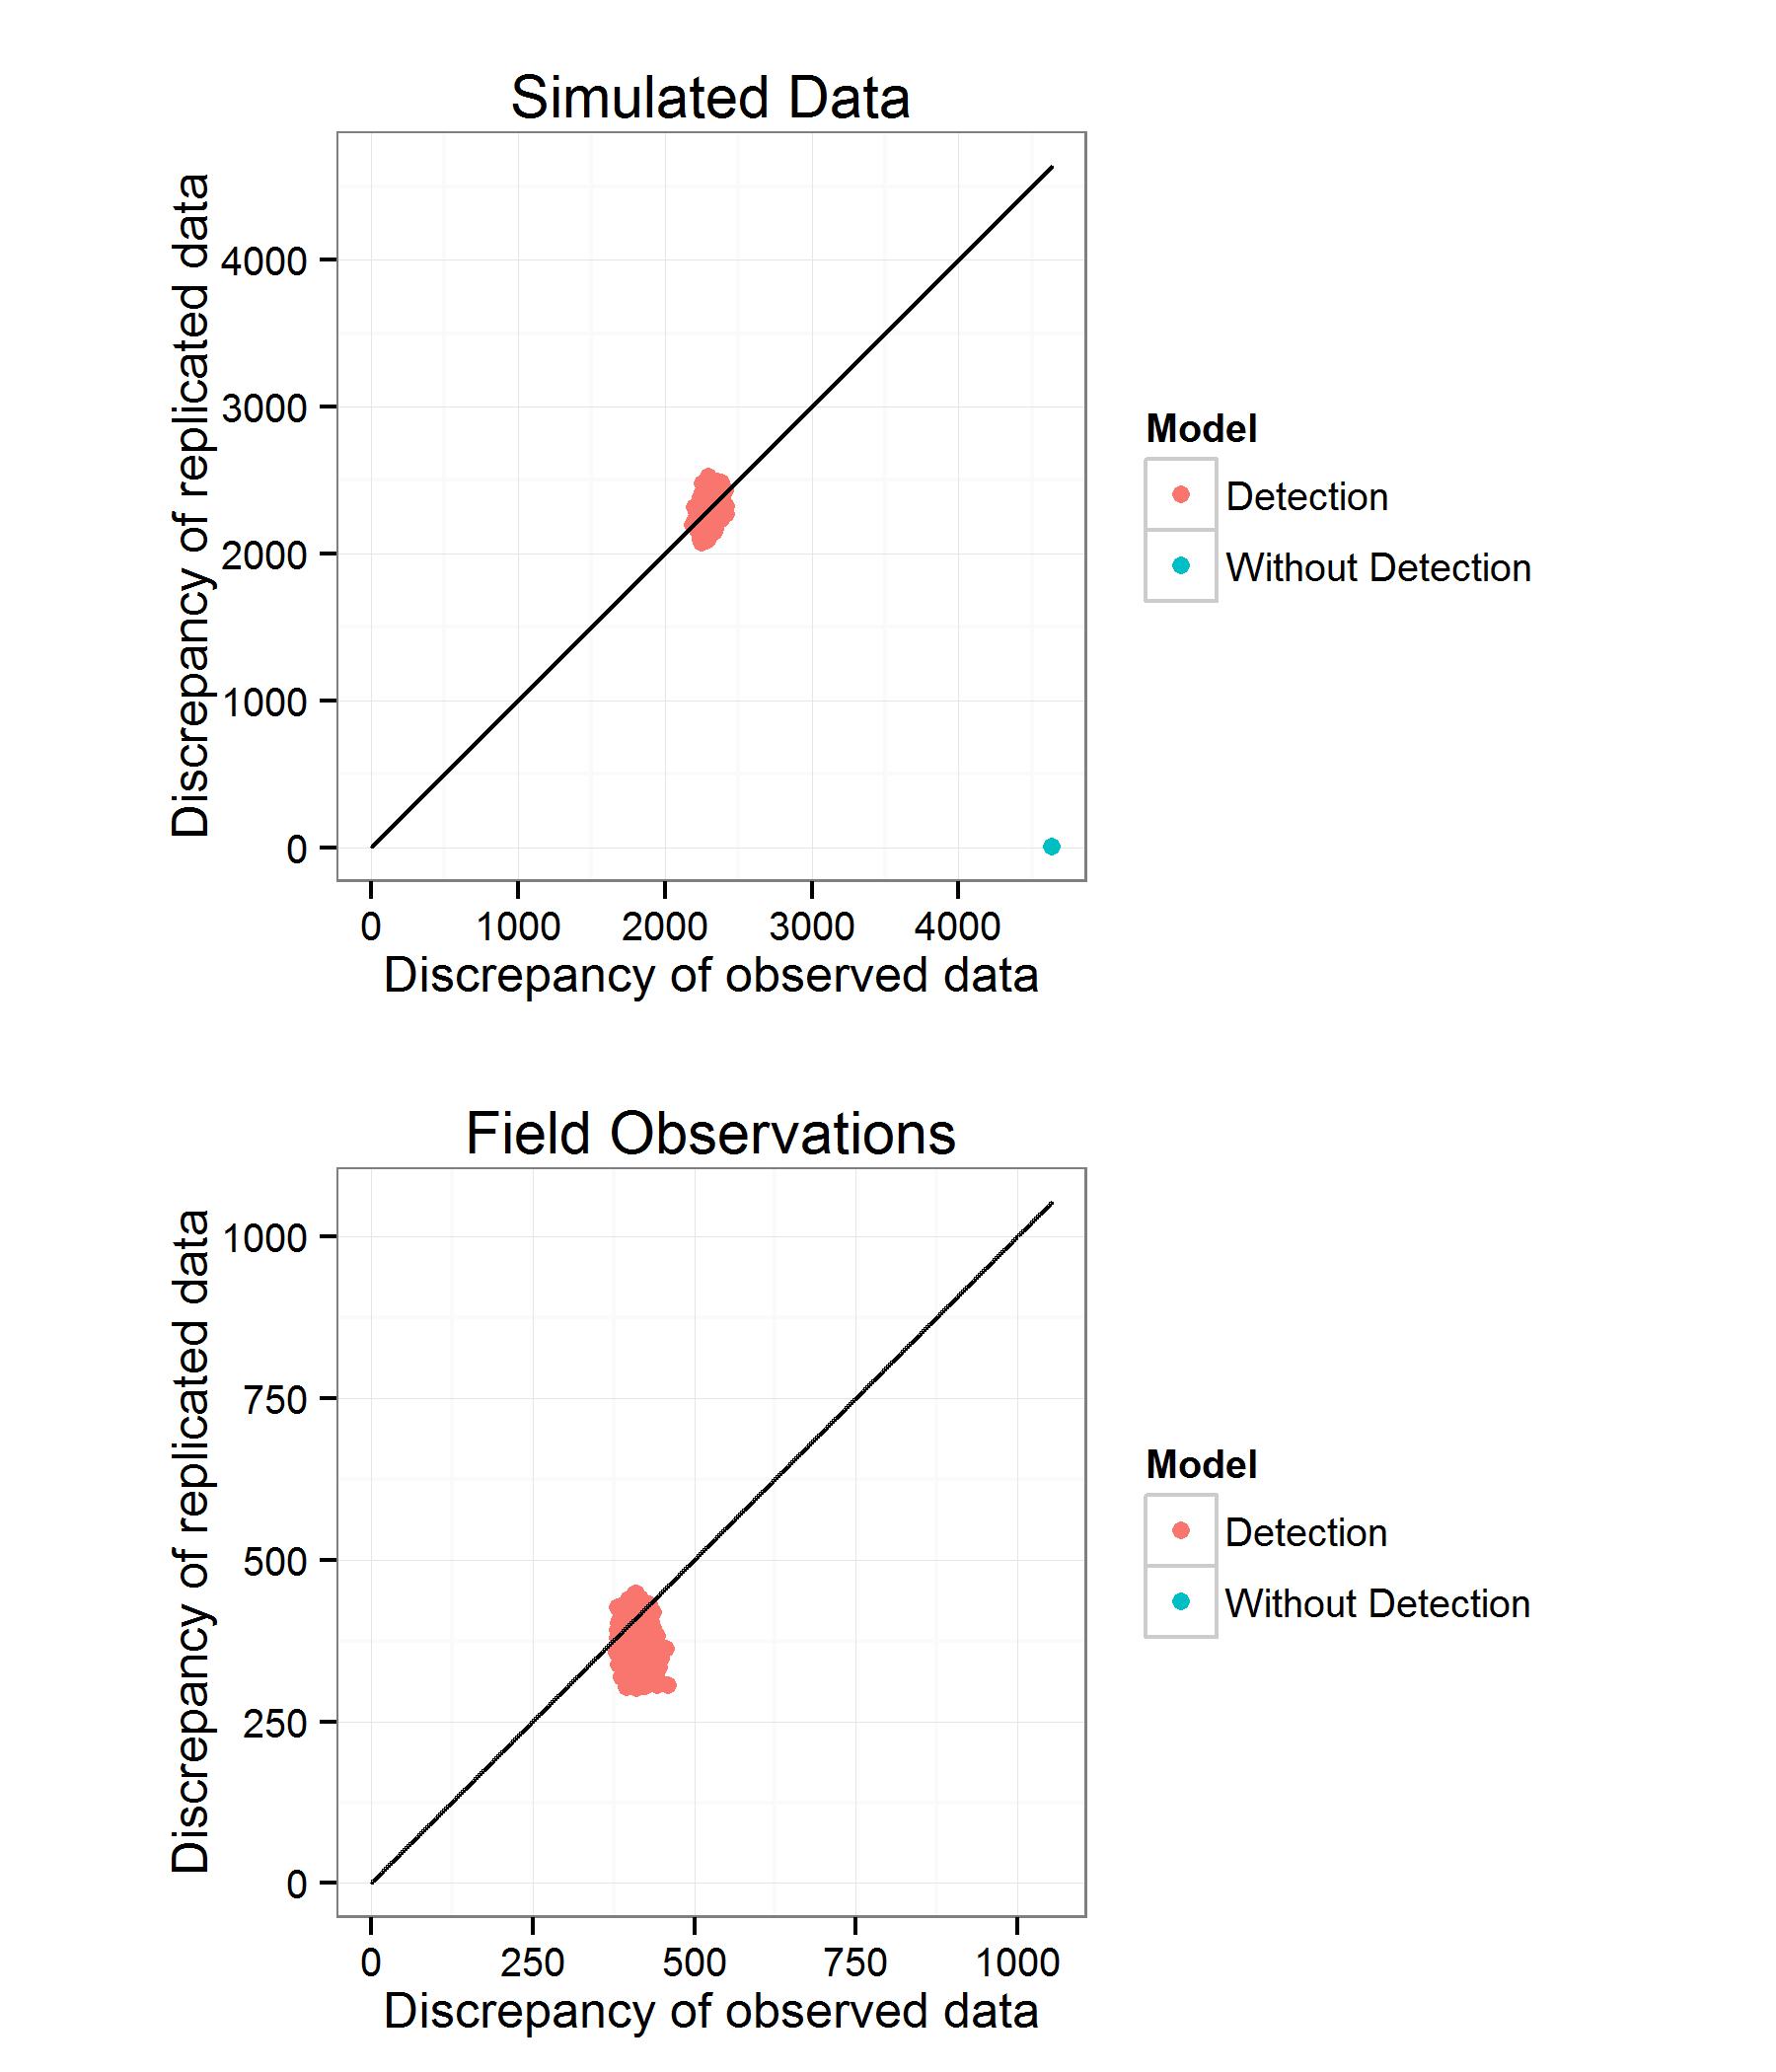 Simulated Data
Discrepancy of replicated data
4000
3000
2000
1000
0
0 1000 2000 3000 4000
Discrepancy of observed data
Model
Detection
Without Detection
Field Observations
Discrepancy of replicated data
1000
750
500
250
0
0 250 500 750 1000
Discrepancy of observed data
Model
Detection
Without Detection